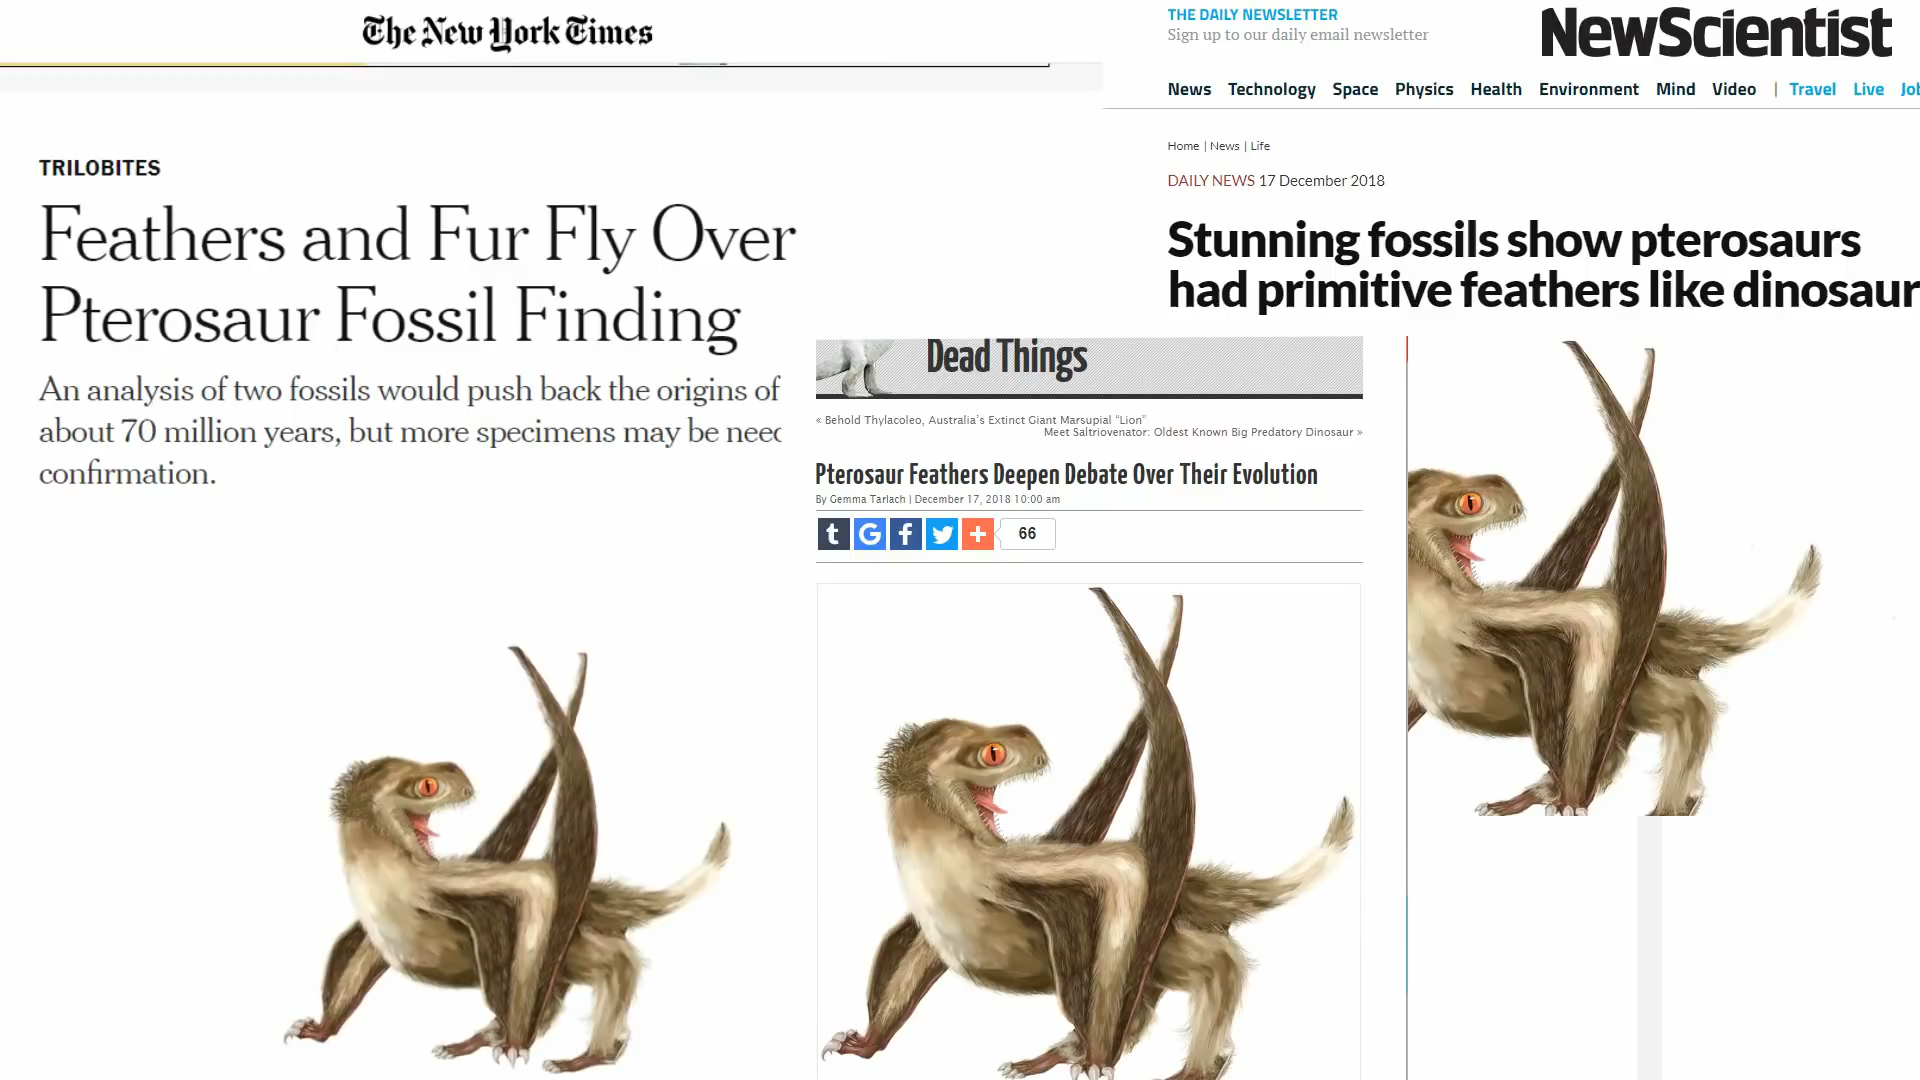 The New York Times
TRILOBITES
Feathers and Fur Fly Over
Pterosaur Fossil Finding
An analysis of two fossils would push back the origins of
about 70 million years, but more specimens may be
confirmation.
THE DAILY NEWSLETTER
Sign up to our daily email newsletter
NewScientist
News Technology Space Physics Health Environment Mind Video | Travel Live
Home | News | Life
DAILY NEWS 17 December 2018
Stunning fossils show pterosaurs
had primitive feathers like dinosaur
Dead Things
« Behold Thylacoleo, Australia's Extinct Giant Marsupial "Lion"
Meet Saltriovenator: Oldest Known Big Predatory Dinosaur »
Pterosaur Feathers Deepen Debate Over Their Evolution
By Gemma Tarlach | December 17, 2018 10:00 am
t G f + 66